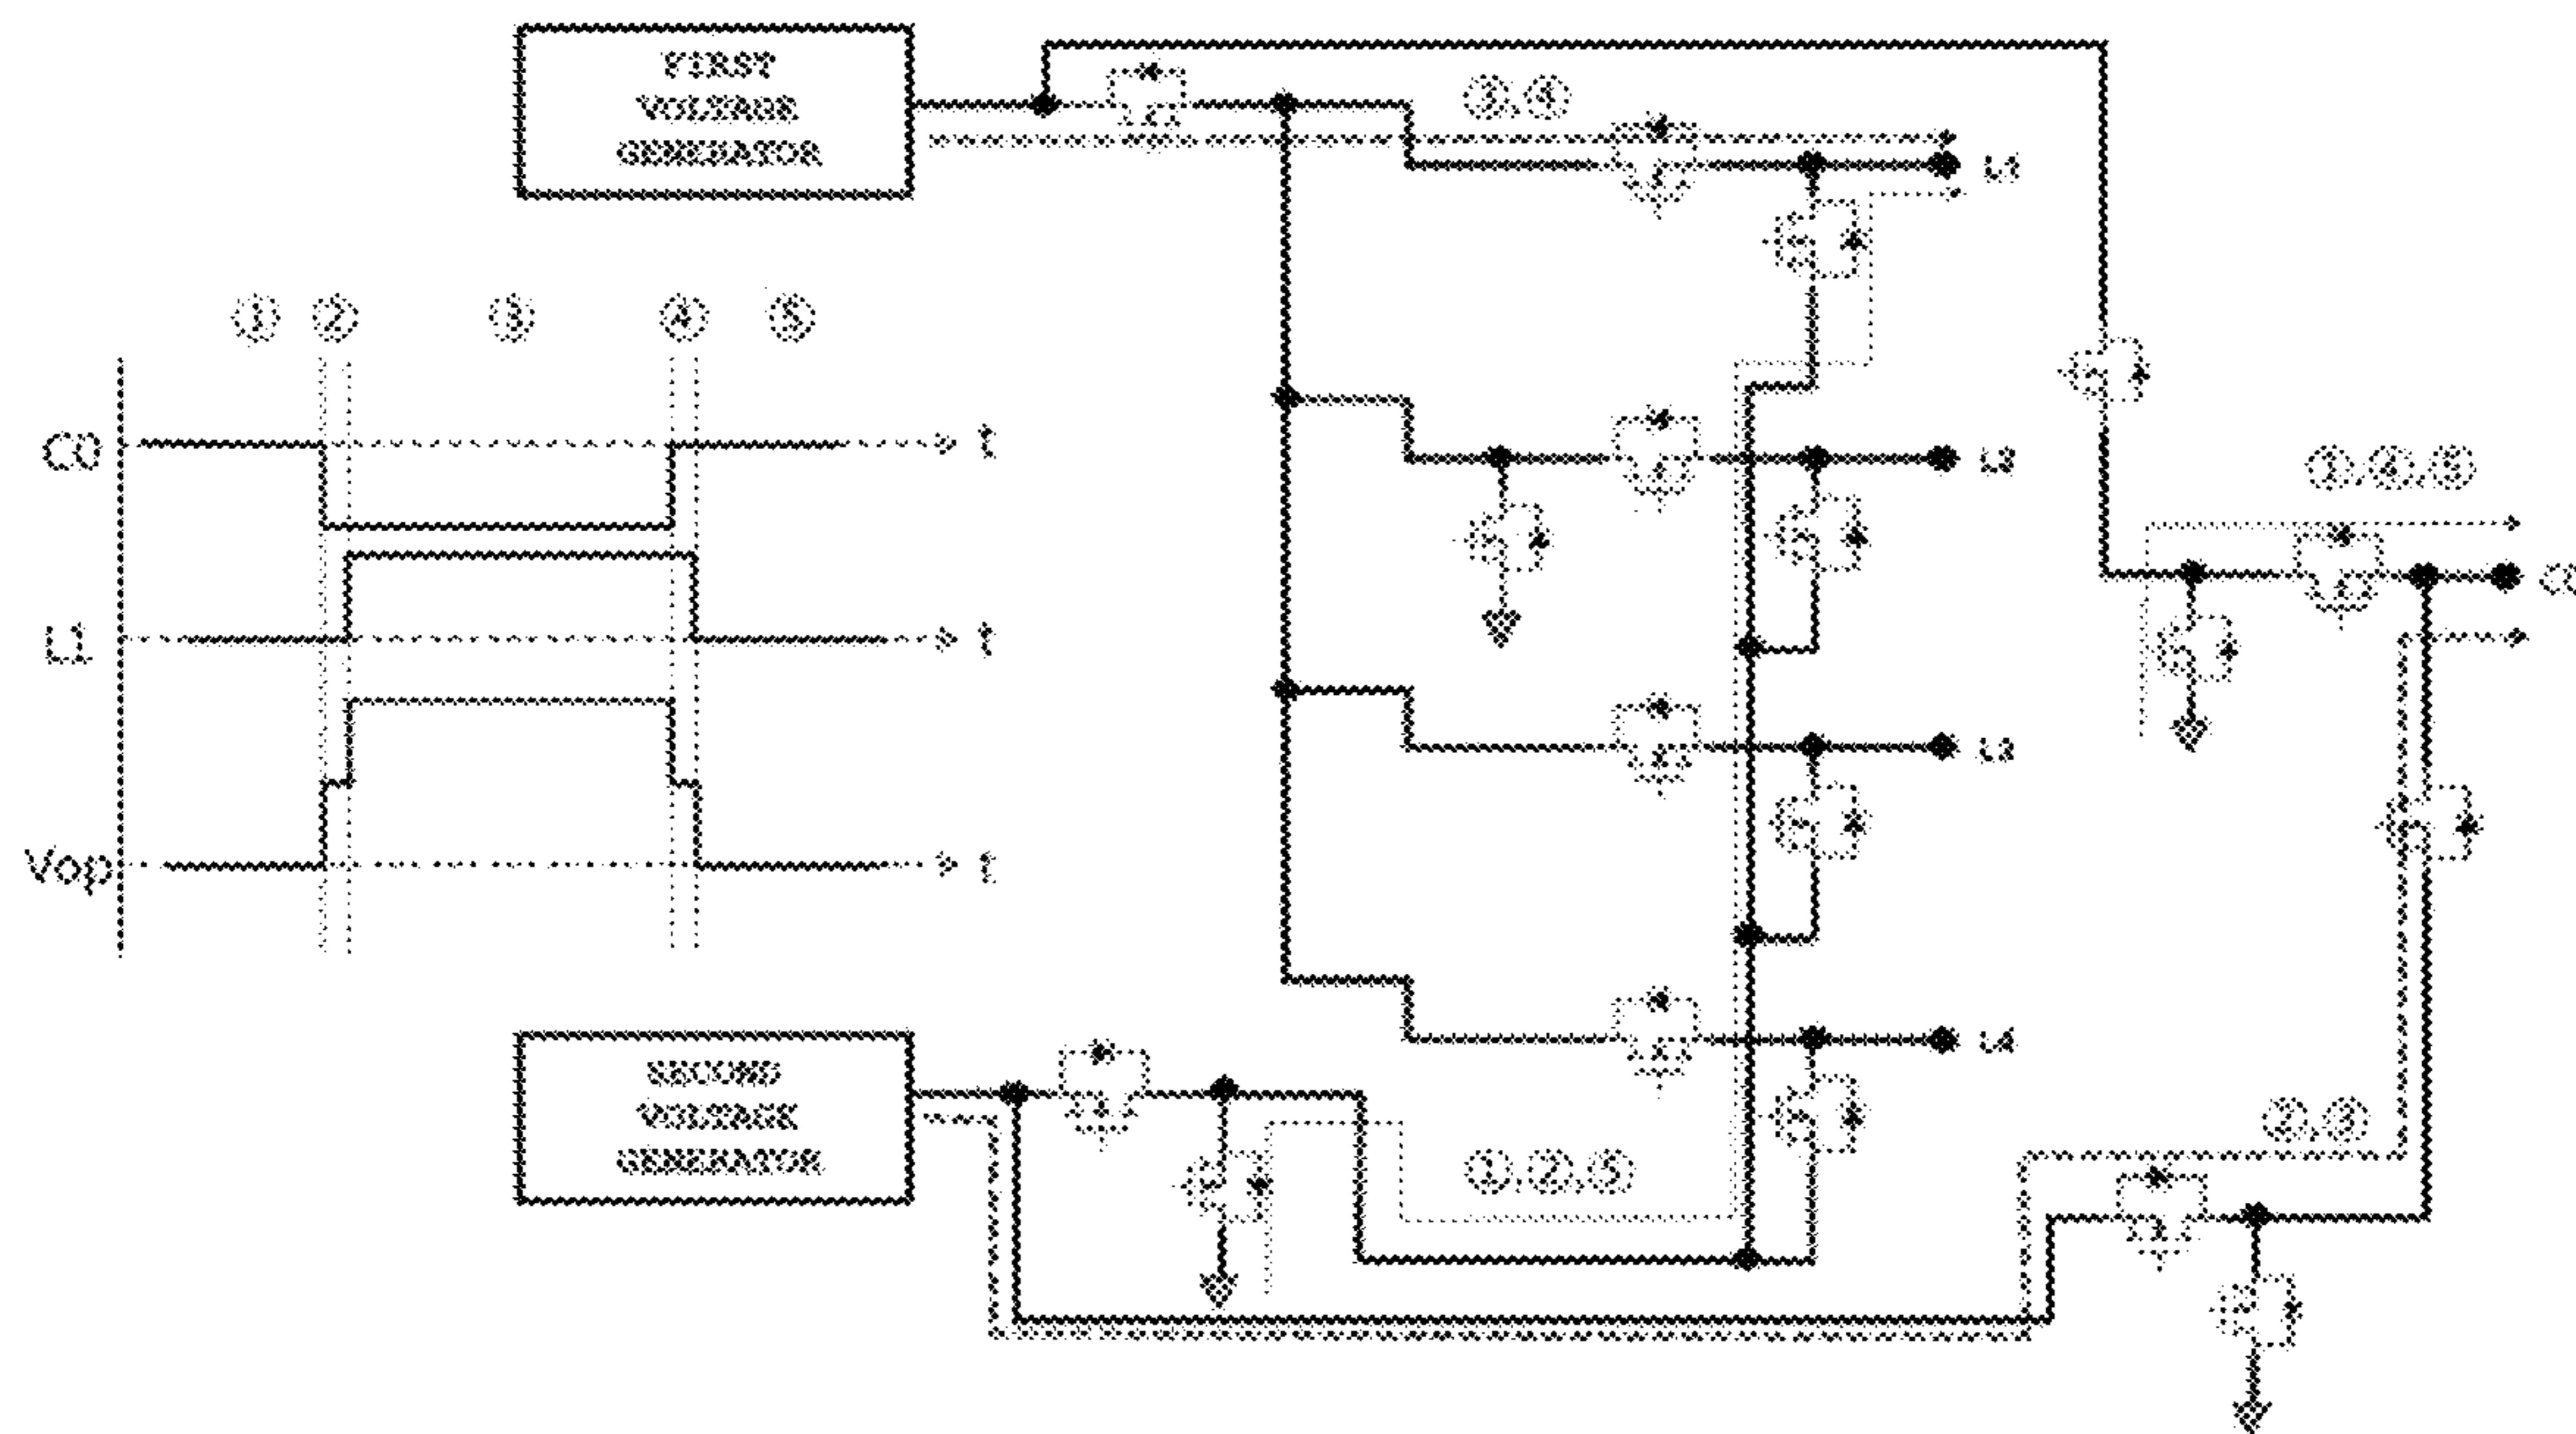 FIRST
VOLTAGE
GENERATOR
③,④
L1
① ② ③ ④ ⑤
C0 t
L2
①,④,⑤
C0
L1 t
L3
Vop t
L4
SECOND
VOLTAGE
GENERATOR
①,②,⑤
②,③